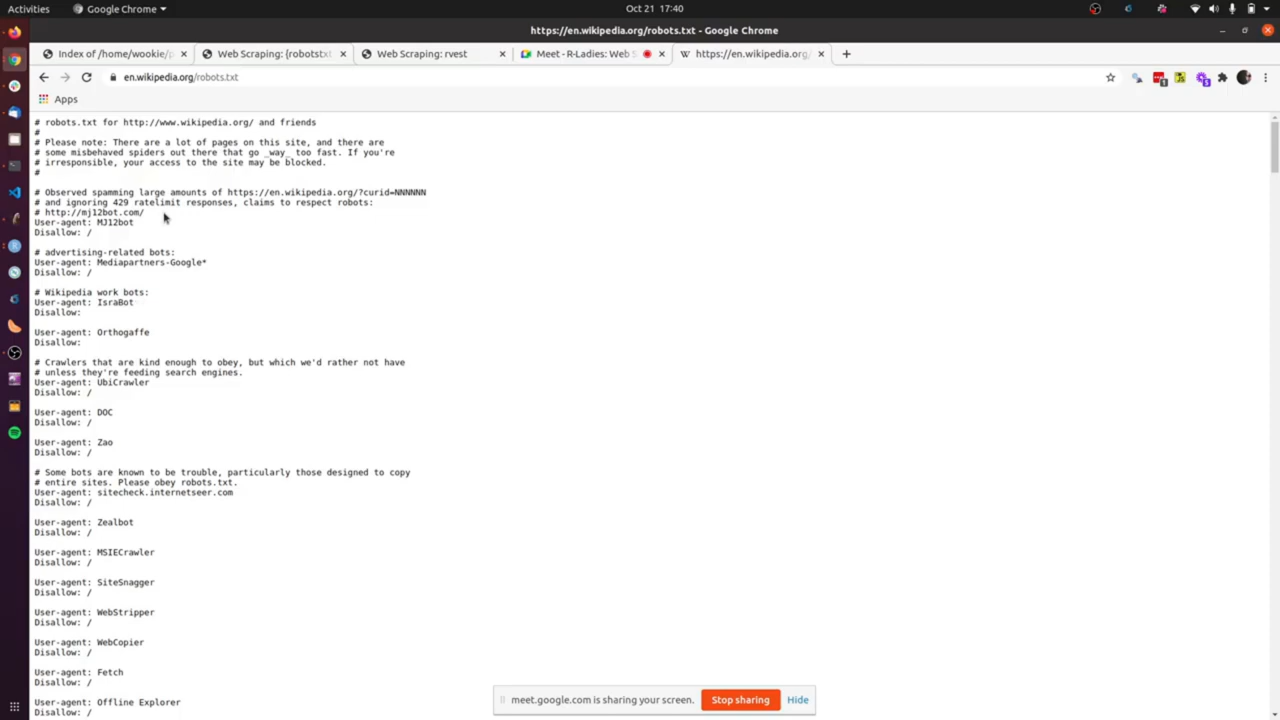 Activities
Google Chrome
Oct 21 17:40
https://en.wikipedia.org/robots.txt - Google Chrome
Index of /home/wookie/
Web Scraping: {robotstxt
Web Scraping: rvest
Meet - R-Ladies: Web S
https://en.wikipedia.org/
en.wikipedia.org/robots.txt
Apps
# robots.txt for http://www.wikipedia.org/ and friends
#
# Please note: There are a lot of pages on this site, and there are
# some misbehaved spiders out there that go _way_ too fast. If you're
# irresponsible, your access to the site may be blocked.
#
# Observed spamming large amounts of https://en.wikipedia.org/?curid=NNNNNN
# and ignoring 429 ratelimit responses, claims to respect robots:
# http://mj12bot.com/
User-agent: MJ12bot
Disallow: /
# advertising-related bots:
User-agent: Mediapartners-Google*
Disallow: /
# Wikipedia work bots:
User-agent: IsraBot
Disallow:
User-agent: Orthogaffe
Disallow:
# Crawlers that are kind enough to obey, but which we'd rather not have
# unless they're feeding search engines.
User-agent: UbiCrawler
Disallow: /
User-agent: DOC
Disallow: /
User-agent: Zao
Disallow: /
# Some bots are known to be trouble, particularly those designed to copy
# entire sites. Please obey robots.txt.
User-agent: sitecheck.internetseer.com
Disallow: /
User-agent: Zealbot
Disallow: /
User-agent: MSIECrawler
Disallow: /
User-agent: SiteSnagger
Disallow: /
User-agent: WebStripper
Disallow: /
User-agent: WebCopier
Disallow: /
User-agent: Fetch
Disallow: /
User-agent: Offline Explorer
Disallow: /
meet.google.com is sharing your screen.
Stop sharing
Hide